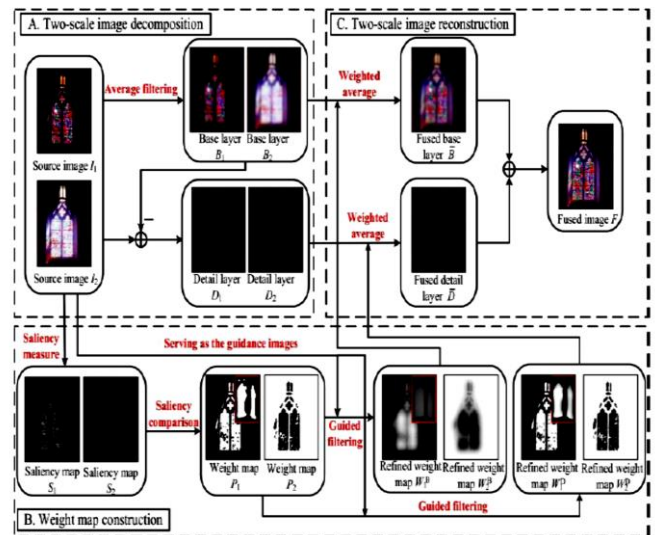 A. Two-scale image decomposition
C. Two-scale image reconstruction
Source image I₁
Source image I₂
Average filtering
Base layer B₁
Base layer B₂
−
Detail layer D₁
Detail layer D₂
Weighted average
Weighted average
Fused base layer B̄
Fused detail layer D̄
Fused image F
Saliency measure
Serving as the guidance images
Saliency map S₁
Saliency map S₂
Saliency comparison
Weight map P₁
Weight map P₂
Guided filtering
Refined weight map W₁ᴮ
Refined weight map W₂ᴮ
Refined weight map W₁ᴰ
Refined weight map W₂ᴰ
Guided filtering
B. Weight map construction